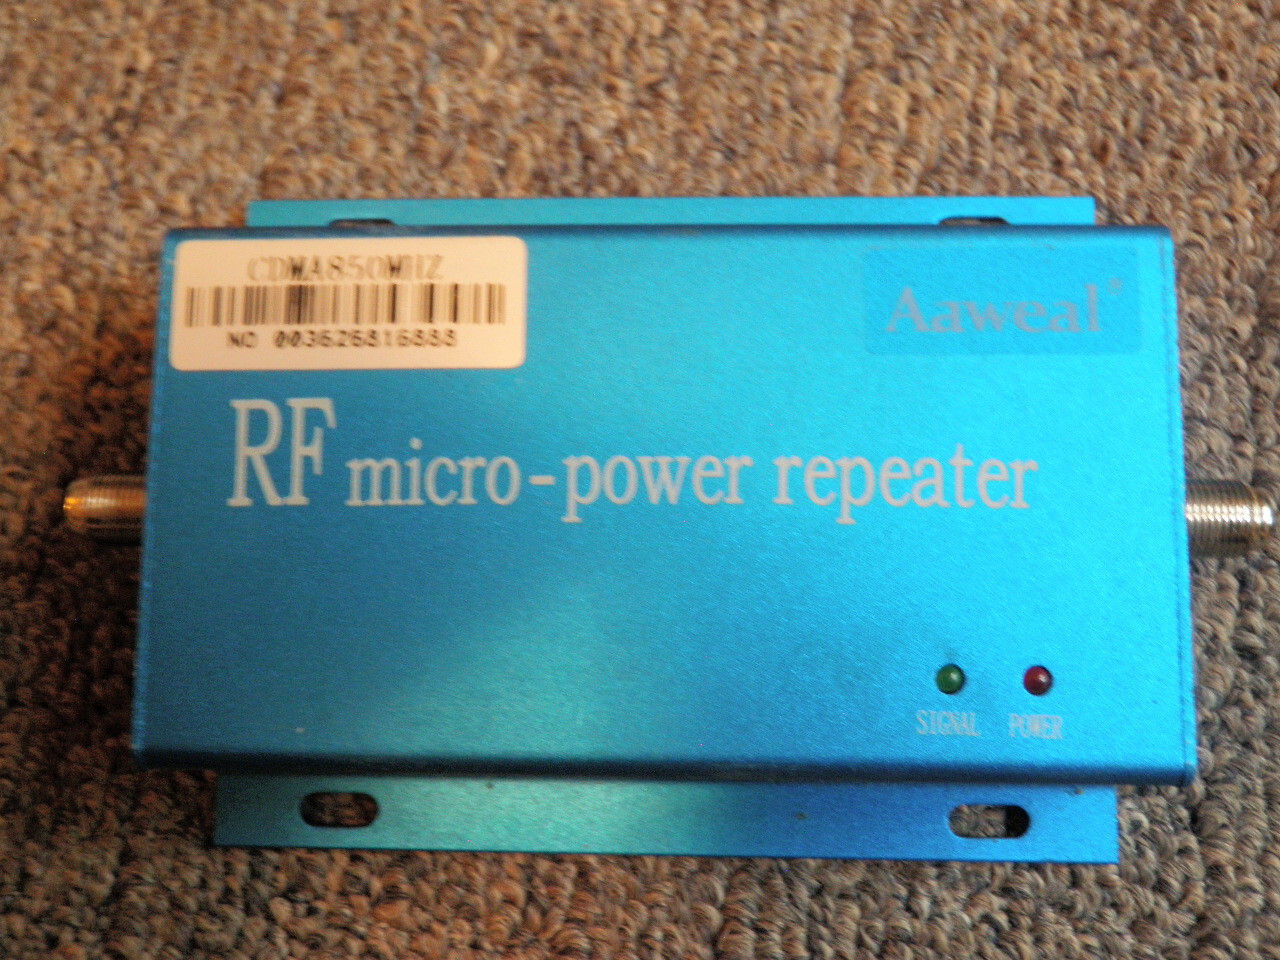 CDMA850MHZ
NO 003626816888
Aaweal®
RF micro-power repeater
SIGNAL POWER